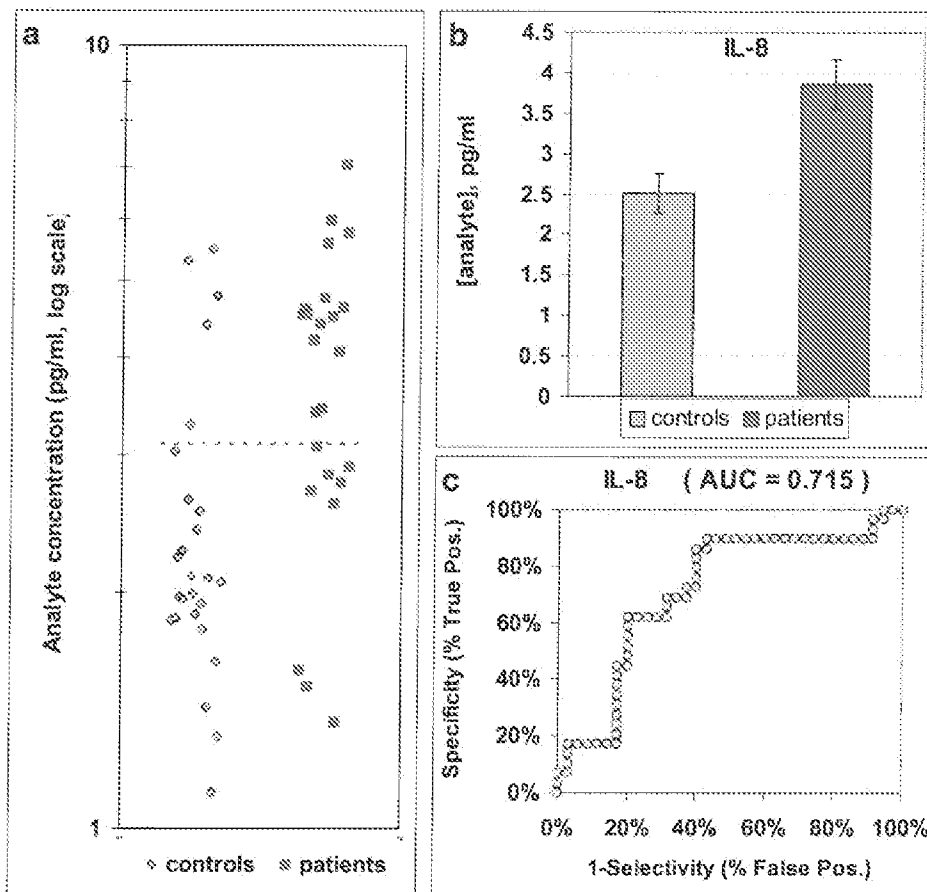 a
10
Analyte concentration (pg/ml, log scale)
1
controls patients
b
IL-8
4.5
4
3.5
3
2.5
2
1.5
1
0.5
0
[analyte], pg/ml
controls patients
c
IL-8 ( AUC = 0.715 )
100%
80%
60%
40%
20%
0%
Specificity (% True Pos.)
0% 20% 40% 60% 80% 100%
1-Selectivity (% False Pos.)